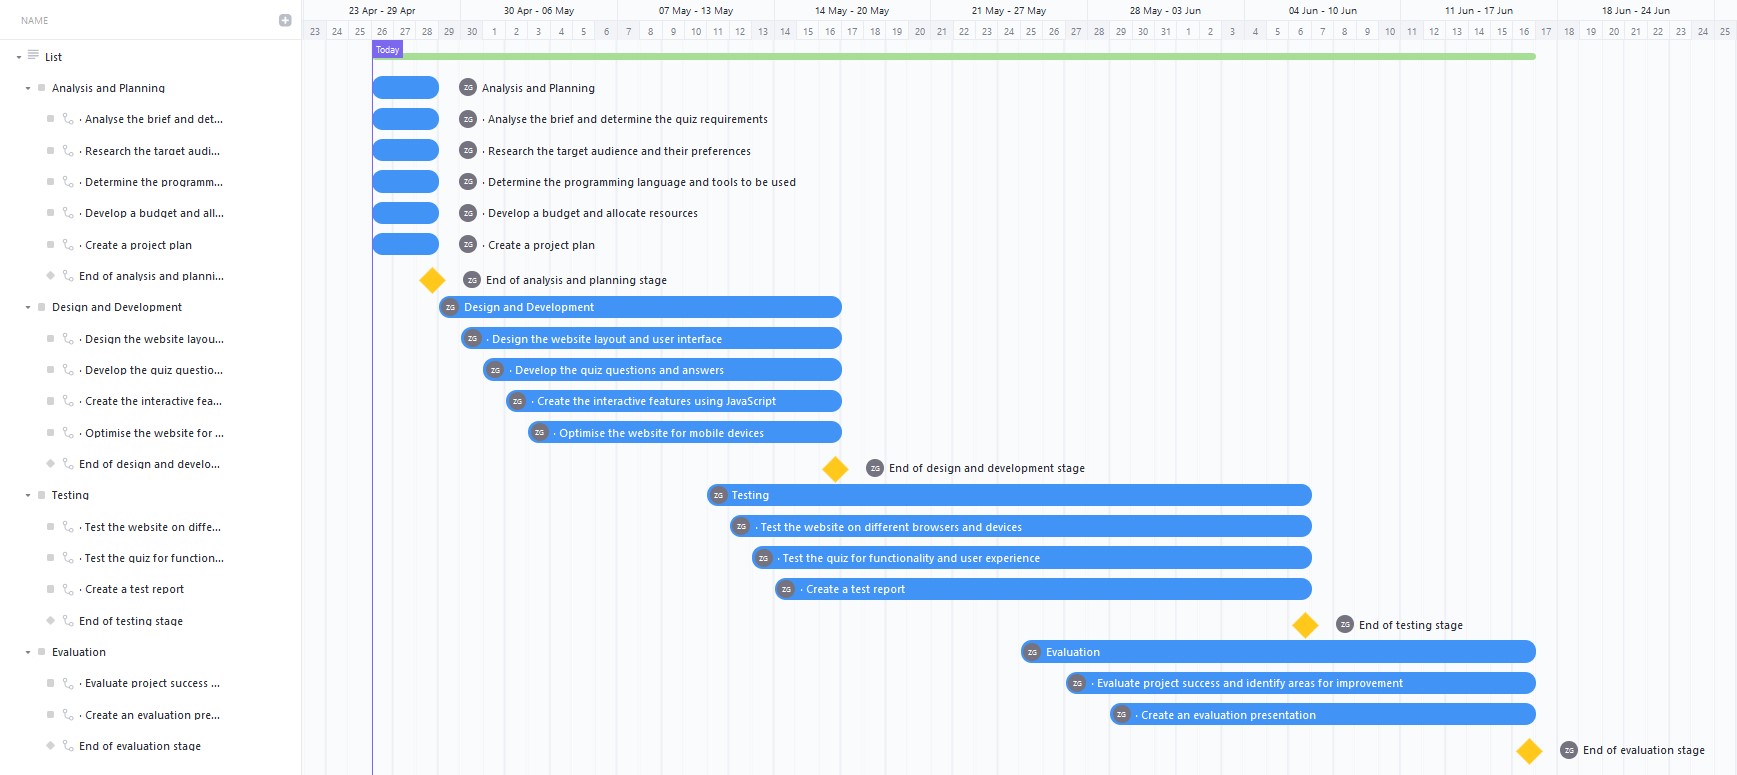 NAME
23 Apr - 29 Apr 30 Apr - 06 May 07 May - 13 May 14 May - 20 May 21 May - 27 May 28 May - 03 Jun 04 Jun - 10 Jun 11 Jun - 17 Jun 18 Jun - 24 Jun
23 24 25 26 27 28 29 30 1 2 3 4 5 6 7 8 9 10 11 12 13 14 15 16 17 18 19 20 21 22 23 24 25 26 27 28 29 30 31 1 2 3 4 5 6 7 8 9 10 11 12 13 14 15 16 17 18 19 20 21 22 23 24 25
Today
List
Analysis and Planning ZG Analysis and Planning
· Analyse the brief and det... ZG · Analyse the brief and determine the quiz requirements
· Research the target audi... ZG · Research the target audience and their preferences
· Determine the programm... ZG · Determine the programming language and tools to be used
· Develop a budget and all... ZG · Develop a budget and allocate resources
· Create a project plan ZG · Create a project plan
End of analysis and planni... ZG End of analysis and planning stage
Design and Development ZG Design and Development
· Design the website layou... ZG · Design the website layout and user interface
· Develop the quiz questio... ZG · Develop the quiz questions and answers
· Create the interactive fea... ZG · Create the interactive features using JavaScript
· Optimise the website for ... ZG · Optimise the website for mobile devices
End of design and develo... ZG End of design and development stage
Testing ZG Testing
· Test the website on diffe... ZG · Test the website on different browsers and devices
· Test the quiz for function... ZG · Test the quiz for functionality and user experience
· Create a test report ZG · Create a test report
End of testing stage ZG End of testing stage
Evaluation ZG Evaluation
· Evaluate project success ... ZG · Evaluate project success and identify areas for improvement
· Create an evaluation pre... ZG · Create an evaluation presentation
End of evaluation stage ZG End of evaluation stage